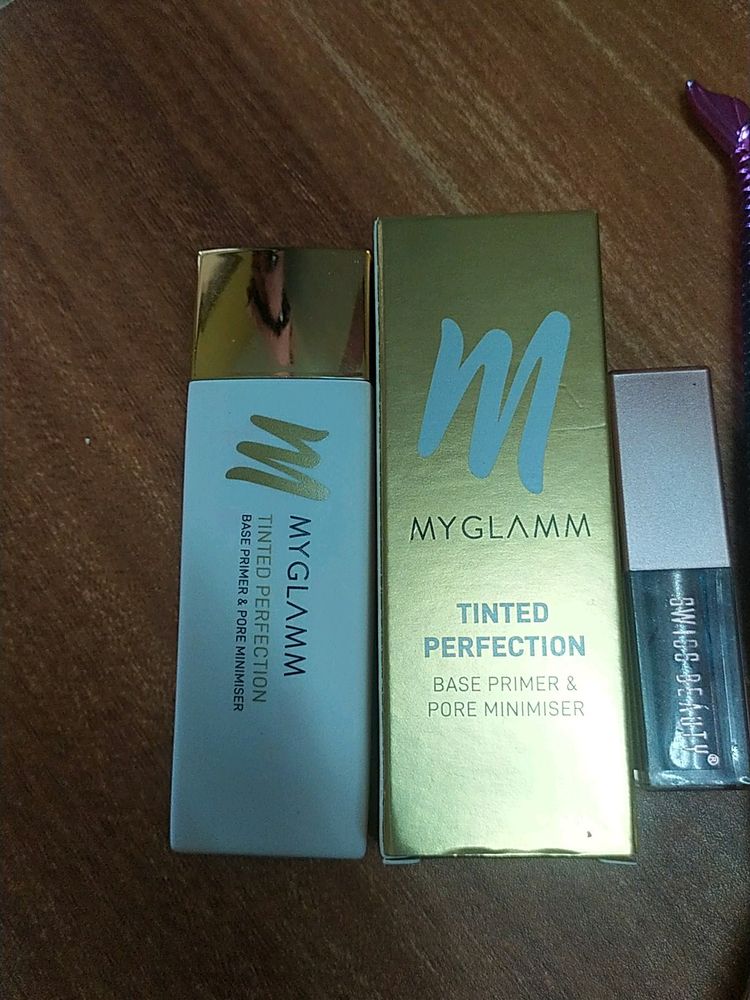 MYGLAMM
TINTED PERFECTION
BASE PRIMER & PORE MINIMISER
MYGLAMM
TINTED
PERFECTION
BASE PRIMER &
PORE MINIMISER
SWISS BEAUTY®